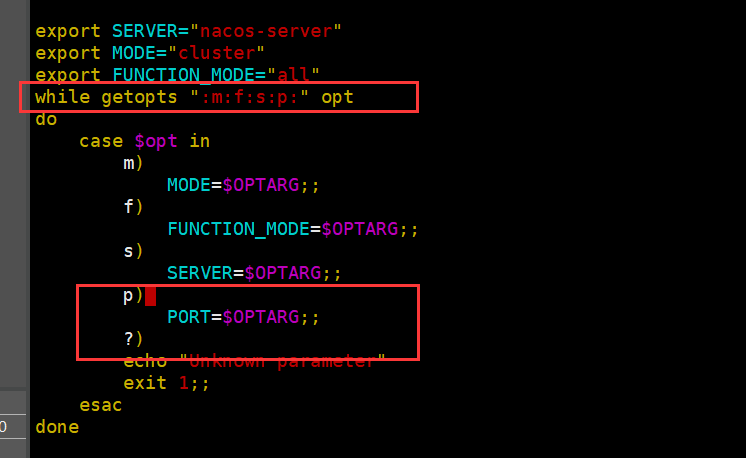 export SERVER="nacos-server"
export MODE="cluster"
export FUNCTION_MODE="all"
while getopts ":m:f:s:p:" opt
do
    case $opt in
        m)
            MODE=$OPTARG;;
        f)
            FUNCTION_MODE=$OPTARG;;
        s)
            SERVER=$OPTARG;;
        p)
            PORT=$OPTARG;;
        ?)
        echo "Unknown parameter"
        exit 1;;
    esac
done
0